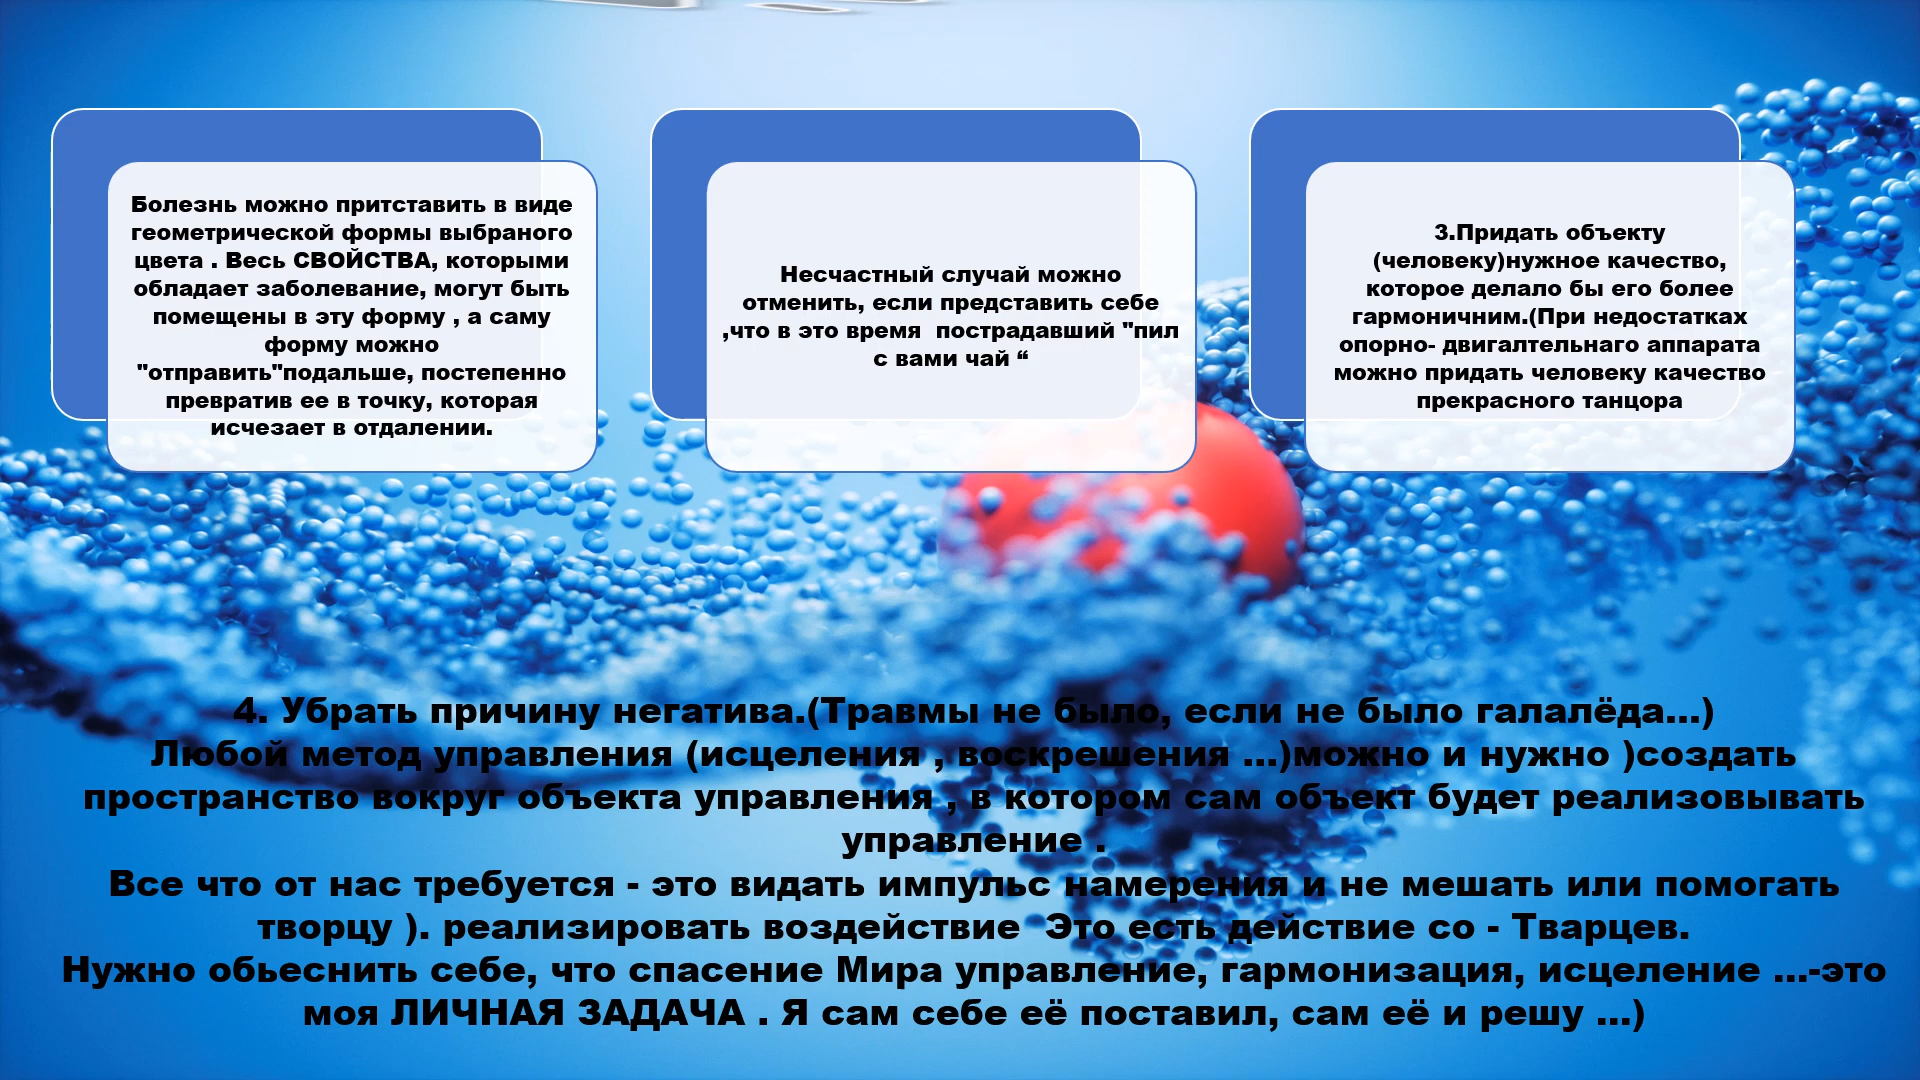 Болезнь можно притставить в виде
геометрической формы выбраного
цвета . Весь СВОЙСТВА, которыми
обладает заболевание, могут быть
помещены в эту форму , а саму
форму можно
"отправить"подальше, постепенно
превратив ее в точку, которая
исчезает в отдалении.
Несчастный случай можно
отменить, если представить себе
,что в это время  пострадавший "пил
с вами чай “
3.Придать объекту
(человеку)нужное качество,
которое делало бы его более
гармоничним.(При недостатках
опорно- двигалтельнаго аппарата
можно придать человеку качество
прекрасного танцора
4. Убрать причину негатива.(Травмы не было, если не было галалёда...)
Любой метод управления (исцеления , воскрешения ...)можно и нужно )создать
пространство вокруг объекта управления , в котором сам объект будет реализовывать
управление .
Все что от нас требуется - это видать импульс намерения и не мешать или помогать
творцу ). реализировать воздействие  Это есть действие со - Тварцев.
Нужно обьеснить себе, что спасение Мира управление, гармонизация, исцеление ...-это
моя ЛИЧНАЯ ЗАДАЧА . Я сам себе её поставил, сам её и решу ...)